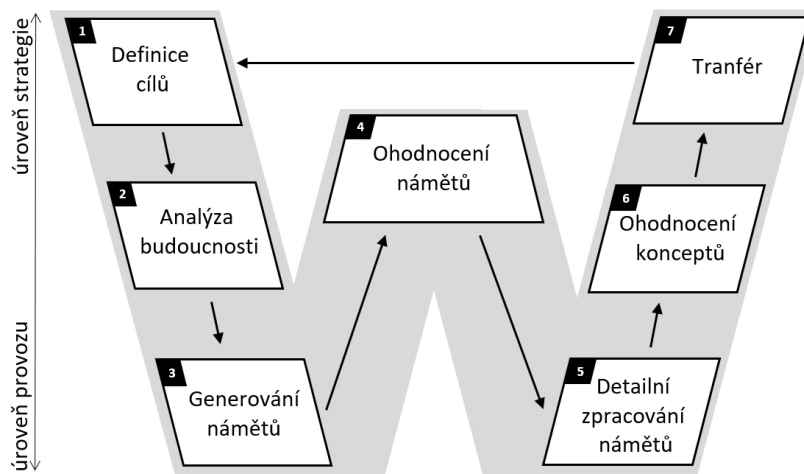 úroveň strategie
úroveň provozu
1
Definice
cílů
2
Analýza
budoucnosti
3
Generování
námětů
4
Ohodnocení
námětů
5
Detailní
zpracování
námětů
6
Ohodnocení
konceptů
7
Tranfér